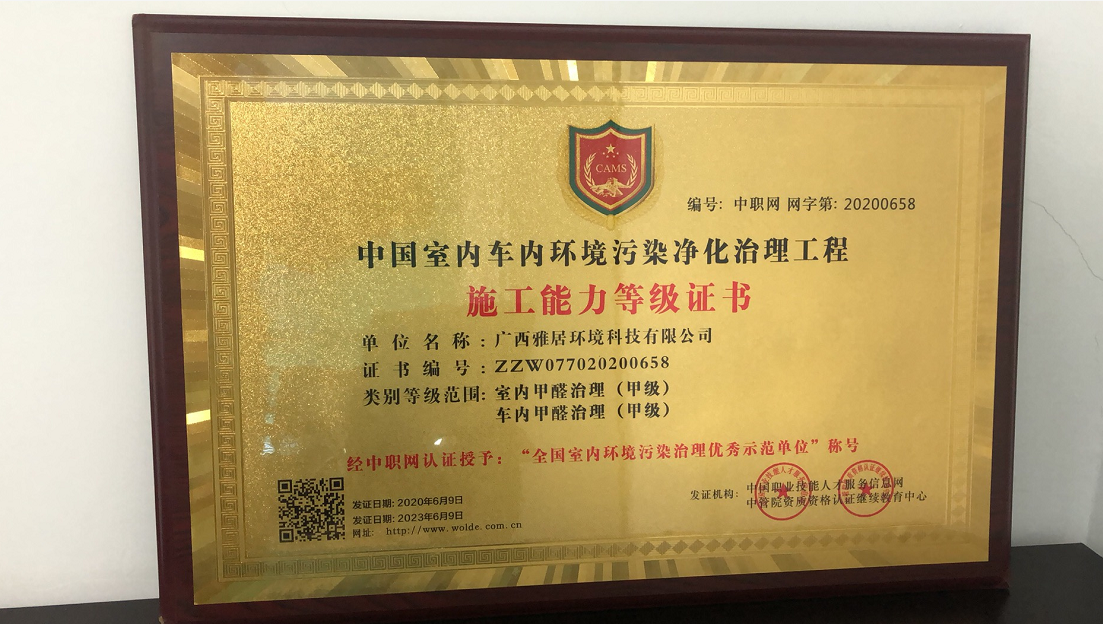 CAMS
编号: 中职网 网字第: 20200658
中国室内车内环境污染净化治理工程
施工能力等级证书
单位名称:广西雅居环境科技有限公司
证书编号:ZZW077020200658
类别等级范围:室内甲醛治理(甲级)
车内甲醛治理(甲级)
经中职网认证授予:“全国室内环境污染治理优秀示范单位”称号
发证日期: 2020年6月9日
发证日期: 2023年6月9日
网址: http://www.wolde.com.cn
发证机构: 中国职业技能人才服务信息网
中管院资质资格认证继续教育中心